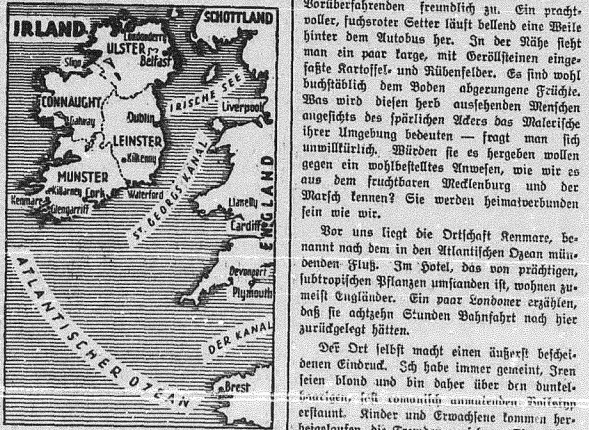 IRLAND
SCHOTTLAND
Londonderry
ULSTER
Belfast
Sligo
IRISCHE SEE
CONNAUGHT
Liverpool
Galway
Dublin
LEINSTER
Kilkenny
MUNSTER
Killarney
Cork
Waterford
Kenmare
Glengarriff
ST. GEORGS KANAL
ENGLAND
Llanelly
Cardiff
Devonport
Plymouth
ATLANTISCHER OZEAN
DER KANAL
Brest
Vorüberfahrenden freundlich zu. Ein pracht-
voller, fuchsroter Setter läuft bellend eine Weile
hinter dem Autobus her. In der Nähe sieht
man ein paar karge, mit Geröllsteinen einge-
faßte Kartoffel- und Rübenfelder. Es sind wohl
buchstäblich dem Boden abgerungene Früchte.
Was wird diesen herb aussehenden Menschen
angesichts des spärlichen Ackers das Malerische
ihrer Umgebung bedeuten — fragt man sich
unwillkürlich. Würden sie es hergeben wollen
gegen ein wohlbestelltes Anwesen, wie wir es
aus dem fruchtbaren Mecklenburg und der
Marsch kennen? Sie werden heimatverbunden
sein wie wir.
Vor uns liegt die Ortschaft Kenmare, be-
nannt nach dem in den Atlantischen Ozean mün-
denden Fluß. Im Hotel, das von prächtigen,
subtropischen Pflanzen umstanden ist, wohnen zu-
meist Engländer. Ein paar Londoner erzählen,
daß sie achtzehn Stunden Bahnfahrt nach hier
zurückgelegt hätten.
Der Ort selbst macht einen äußerst beschei-
denen Eindruck. Ich habe immer gemeint, Iren
seien blond und bin daher über den dunkel-
haarigen, fast romanisch anmutenden Volkstyp
erstaunt. Kinder und Erwachsene kommen her-